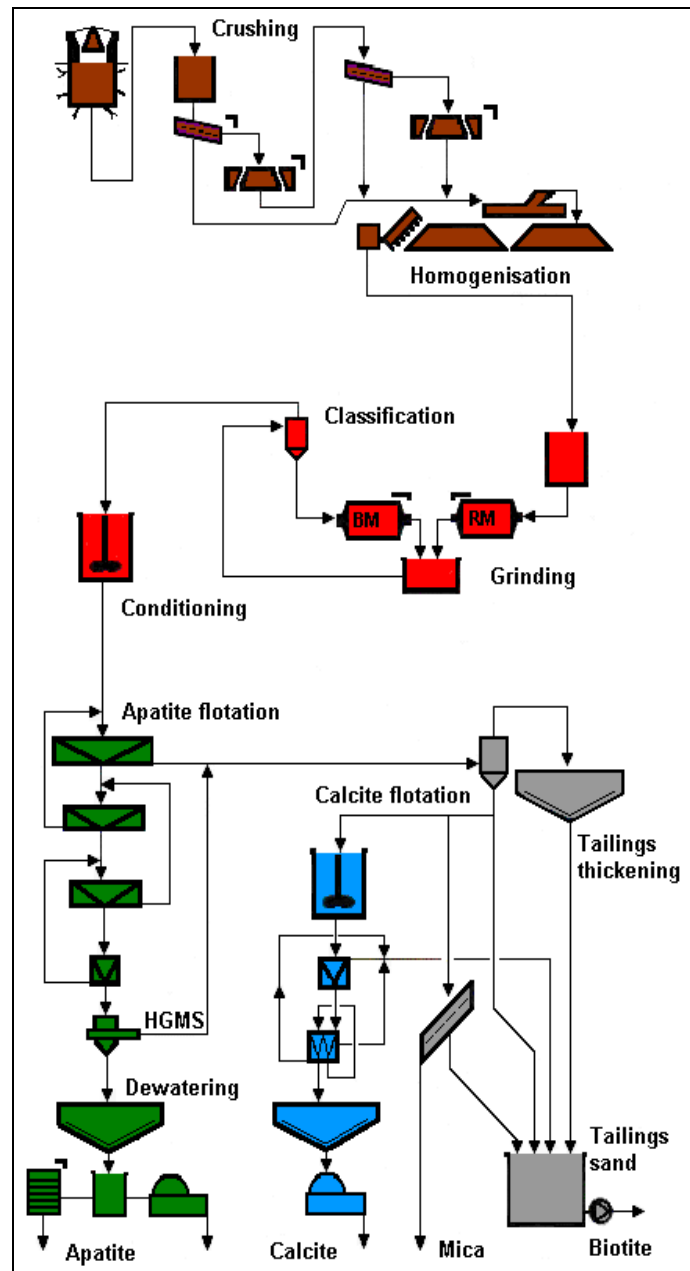 Crushing
Homogenisation
Classification
BM
RM
Grinding
Conditioning
Apatite flotation
Calcite flotation
Tailings
thickening
HGMS
Dewatering
Tailings
sand
Apatite
Calcite
Mica
Biotite